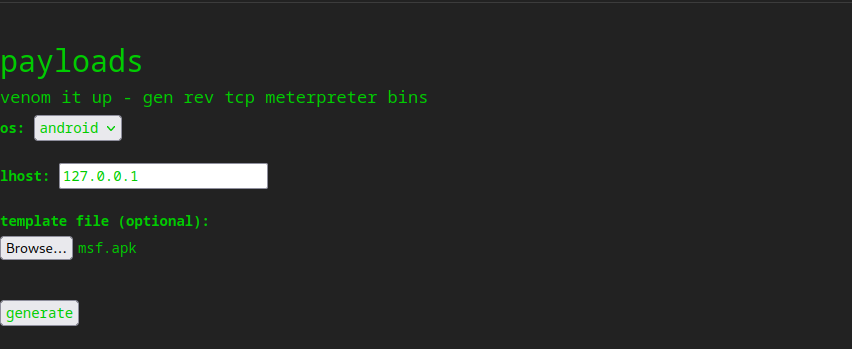 payloads
venom it up - gen rev tcp meterpreter bins
os: android
lhost: 127.0.0.1
template file (optional):
Browse... msf.apk
generate